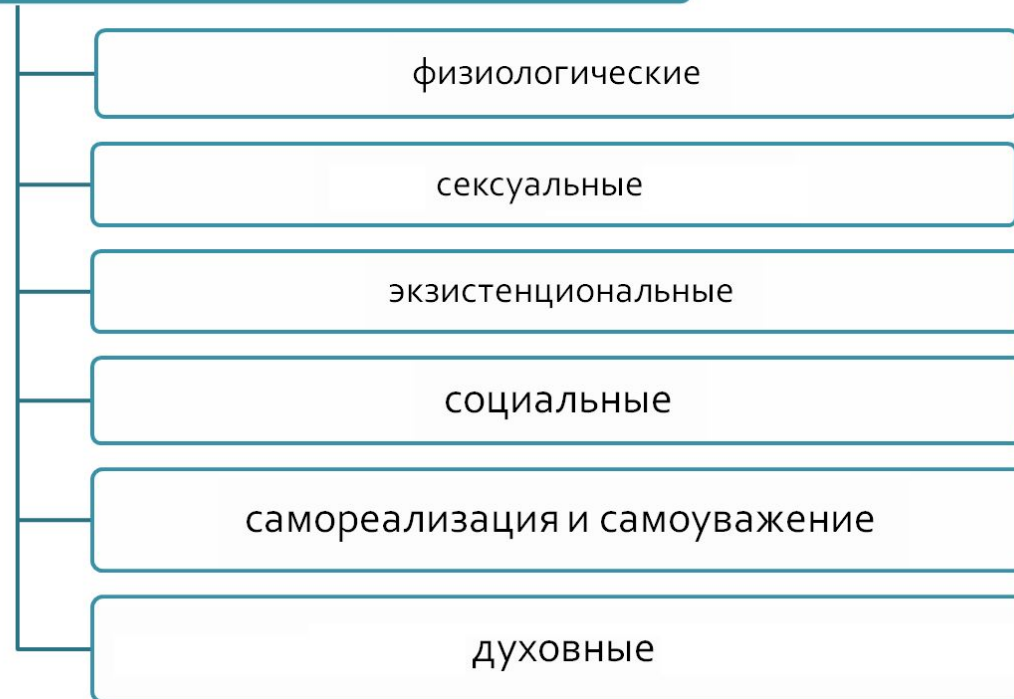 физиологические
сексуальные
экзистенциональные
социальные
самореализация и самоуважение
духовные